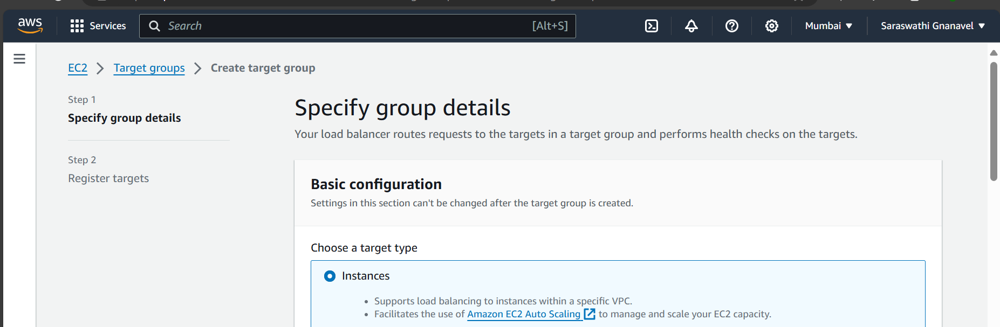 aws Services Search [Alt+S] Mumbai Saraswathi Gnanavel
EC2 Target groups Create target group
Step 1
Specify group details
Step 2
Register targets
Specify group details
Your load balancer routes requests to the targets in a target group and performs health checks on the targets.
Basic configuration
Settings in this section can't be changed after the target group is created.
Choose a target type
Instances
• Supports load balancing to instances within a specific VPC.
• Facilitates the use of Amazon EC2 Auto Scaling to manage and scale your EC2 capacity.